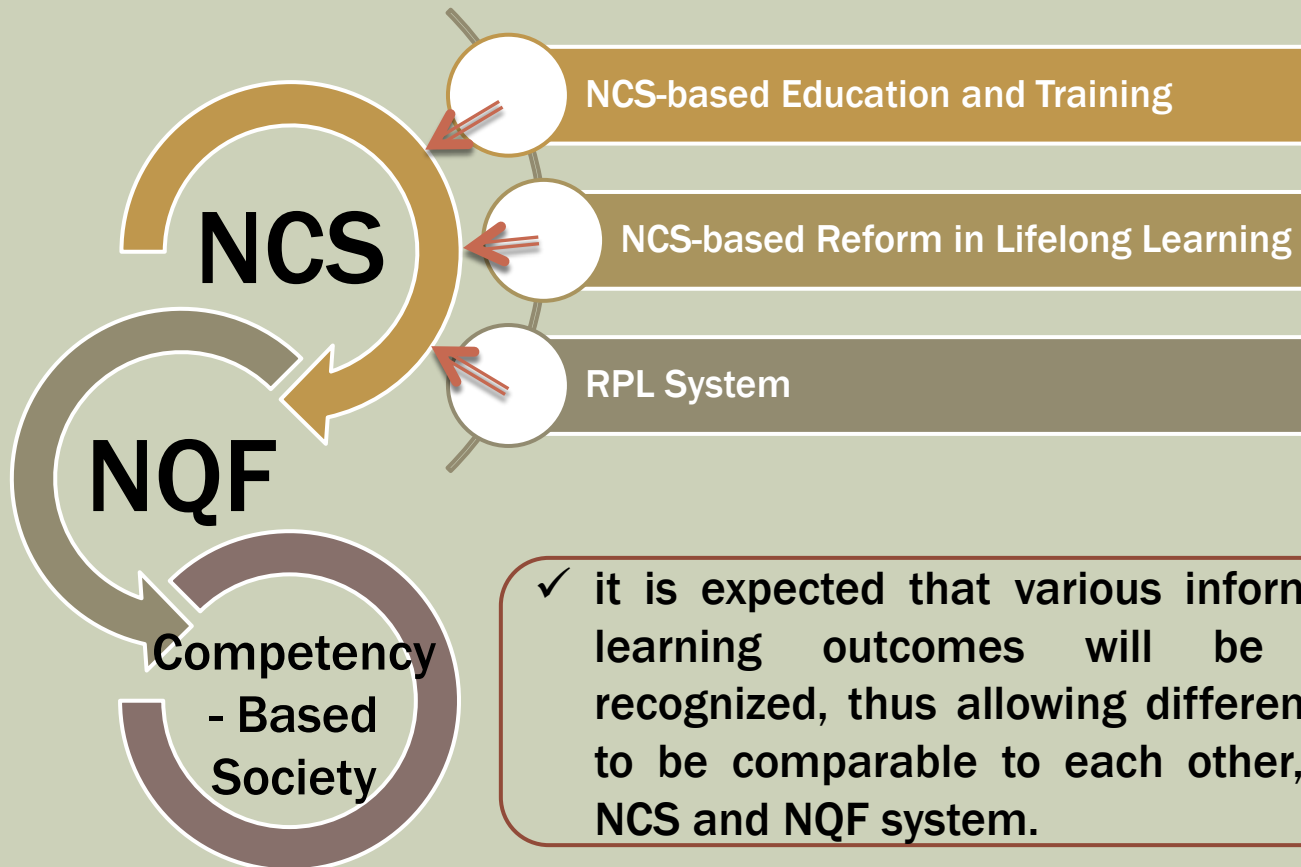 NCS-based Education and Training
NCS
NCS-based Reform in Lifelong Learning
RPL System
NQF
Competency
- Based
Society
✓ it is expected that various
learning outcomes will be
recognized, thus allowing
to be comparable to each other,
NCS and NQF system.